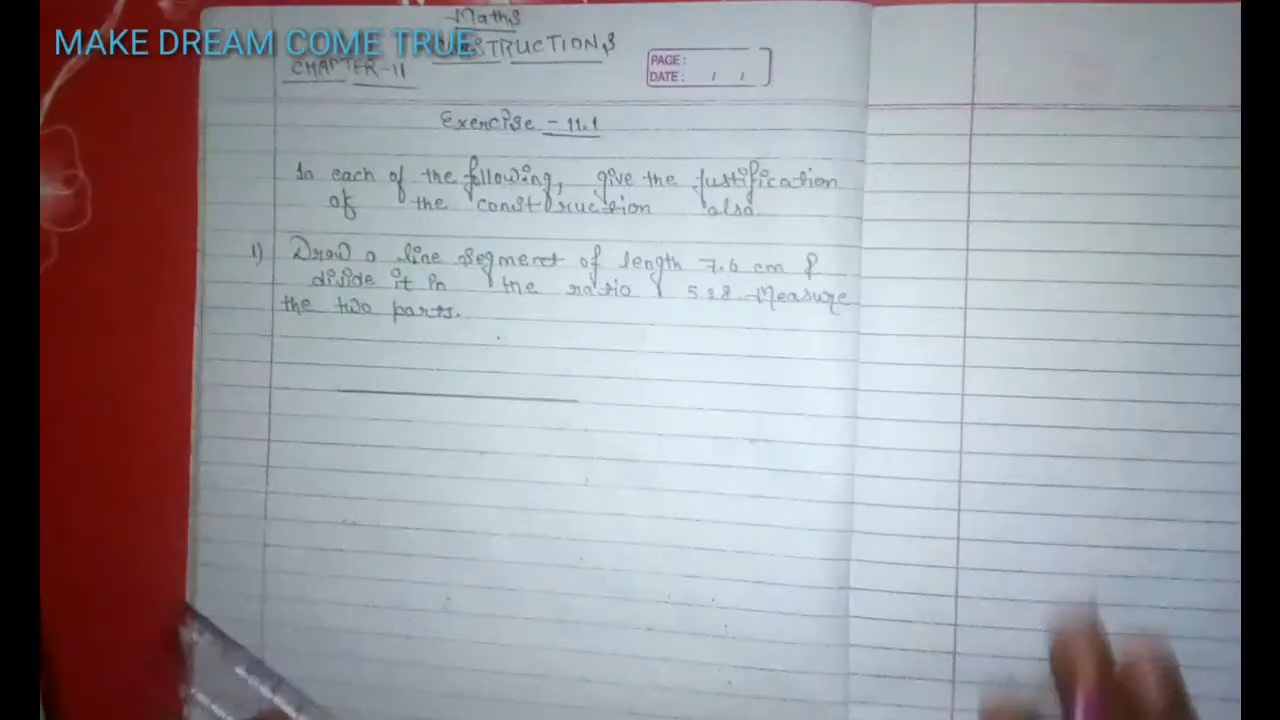 Maths
MAKE DREAM COME TRUE
CHAPTER-11
PAGE:
DATE: / /
Exercise - 11.1
In each of the following, give the justification
of the construction also.
1) Draw a line segment of length 7.6 cm &
divide it in the ratio 5:8. Measure
the two parts.